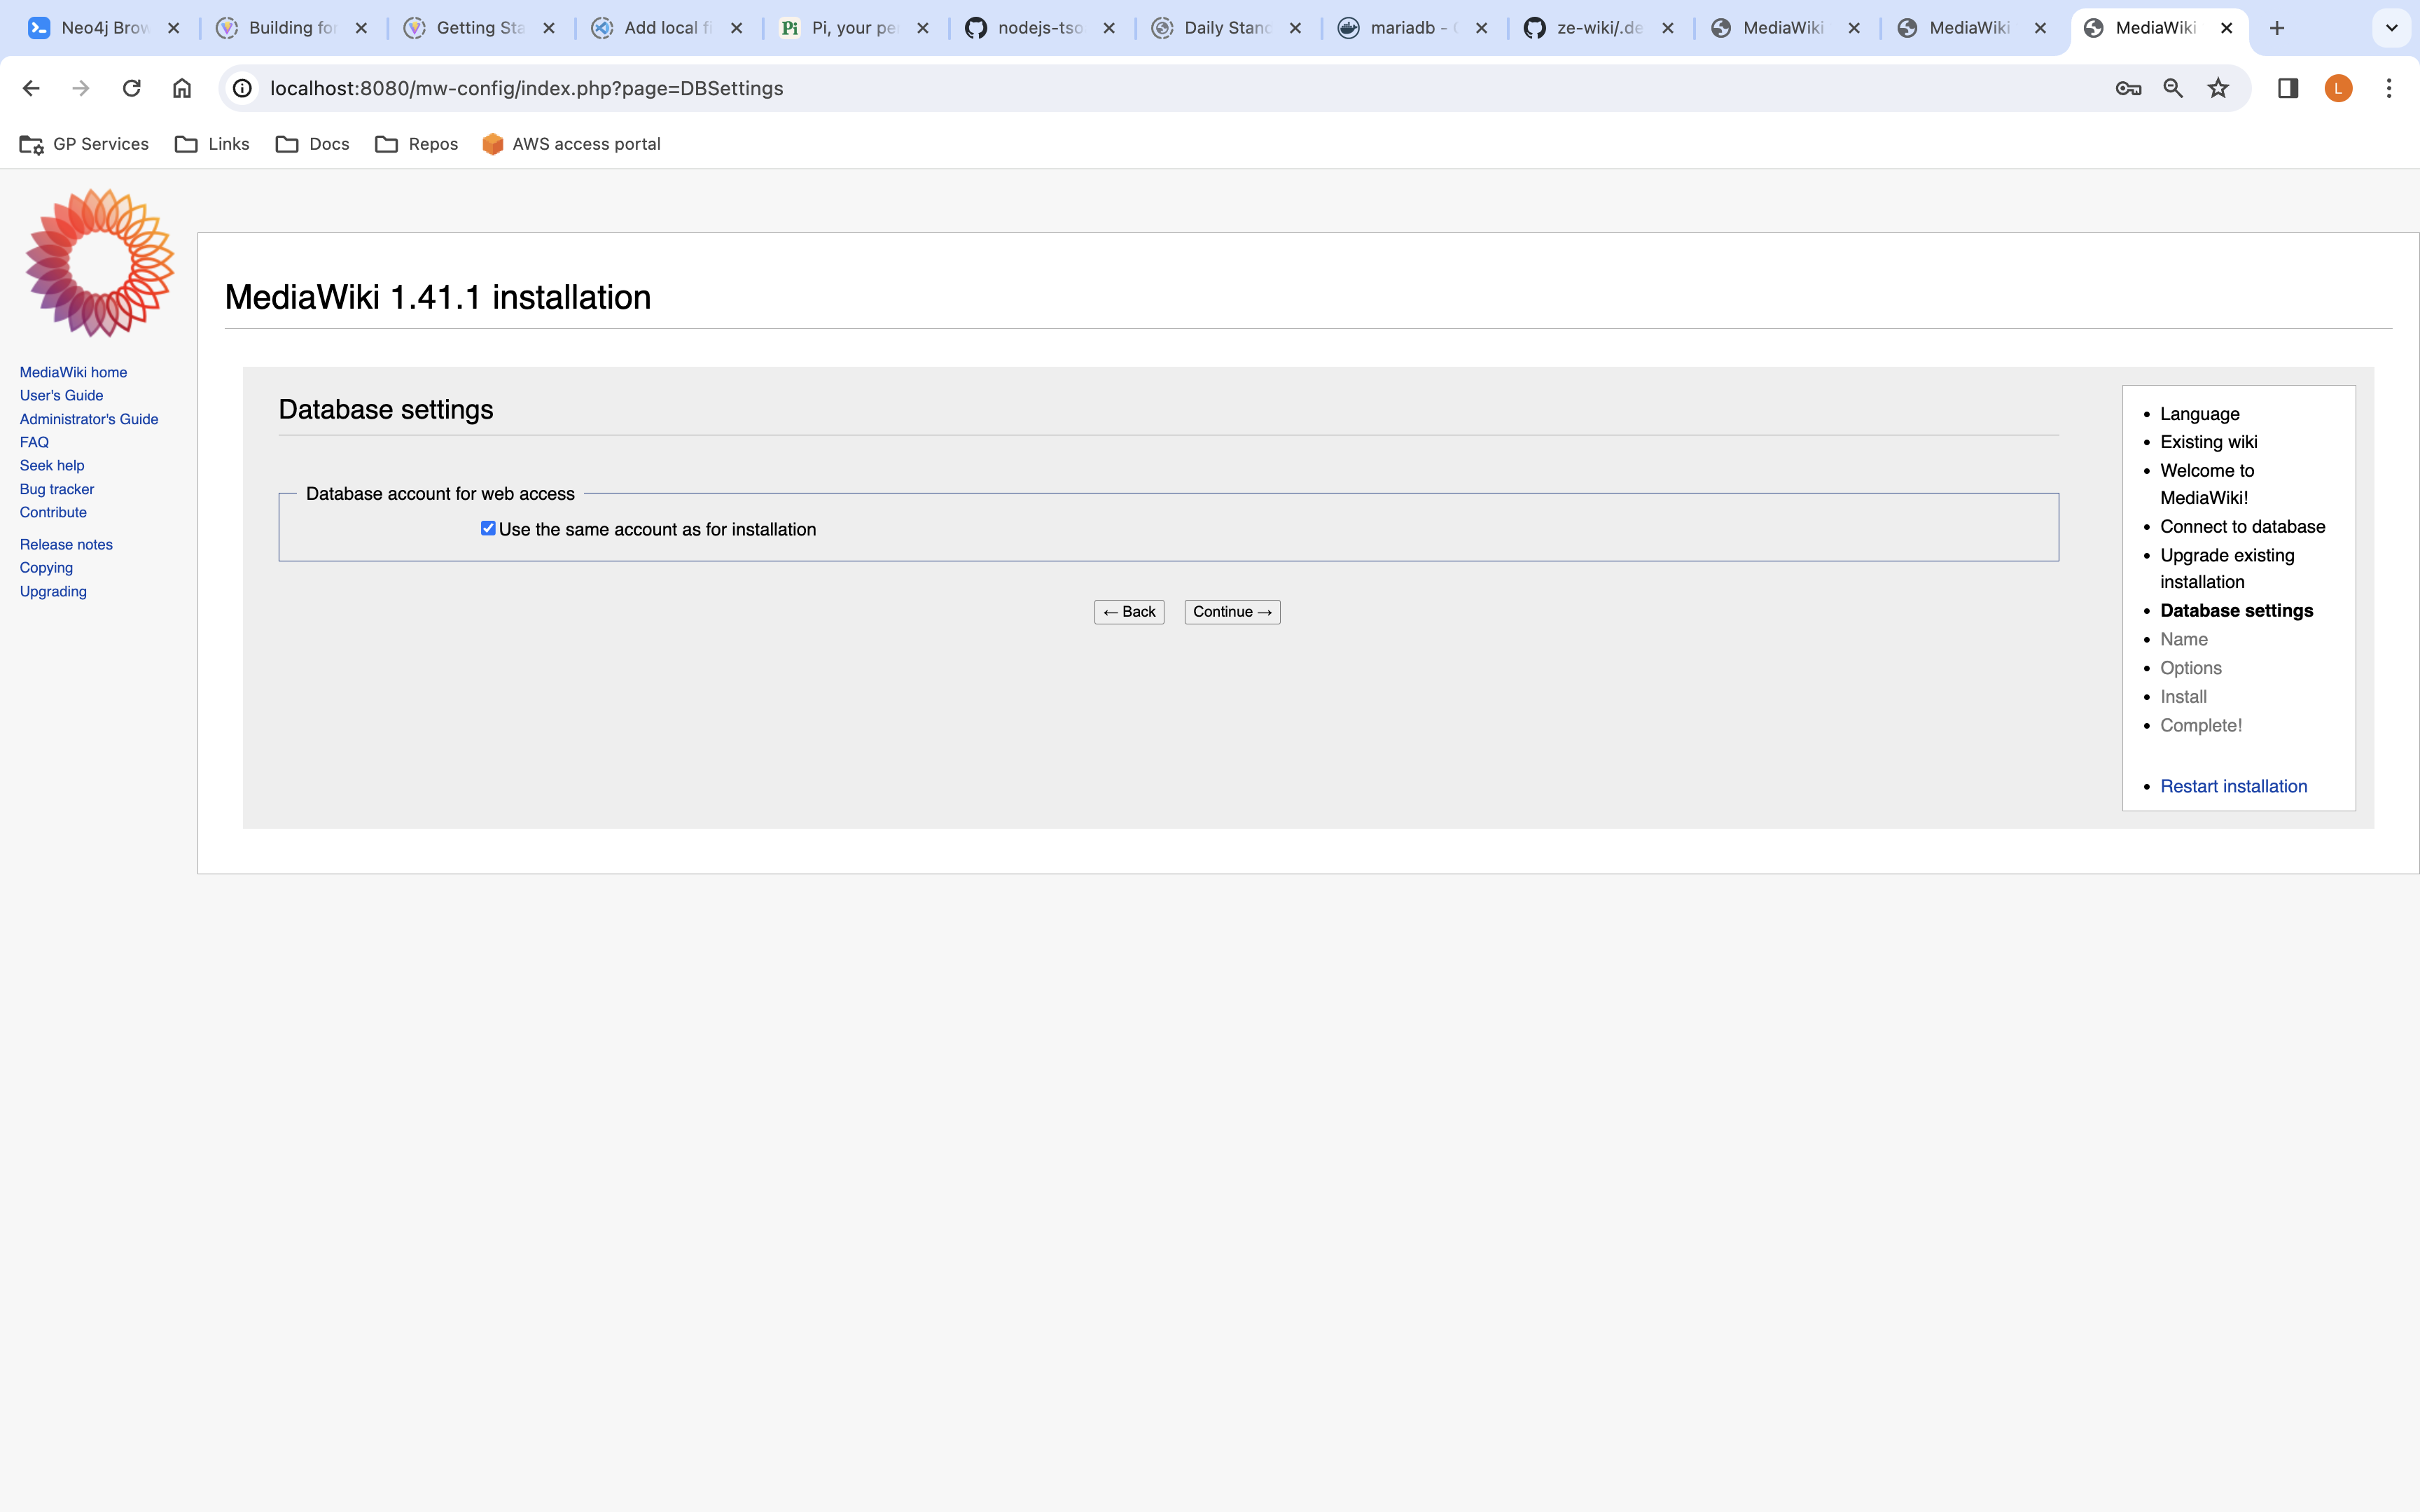 Neo4j Brow
Building for
Getting Sta
Add local fi
Pi, your pe
nodejs-tso
Daily Stand
mariadb -
ze-wiki/.de
MediaWiki
MediaWiki
MediaWiki
localhost:8080/mw-config/index.php?page=DBSettings
L
GP Services
Links
Docs
Repos
AWS access portal
MediaWiki home
User's Guide
Administrator's Guide
FAQ
Seek help
Bug tracker
Contribute
Release notes
Copying
Upgrading
MediaWiki 1.41.1 installation
Database settings
Database account for web access
Use the same account as for installation
← Back
Continue →
Language
Existing wiki
Welcome to
MediaWiki!
Connect to database
Upgrade existing
installation
Database settings
Name
Options
Install
Complete!
Restart installation